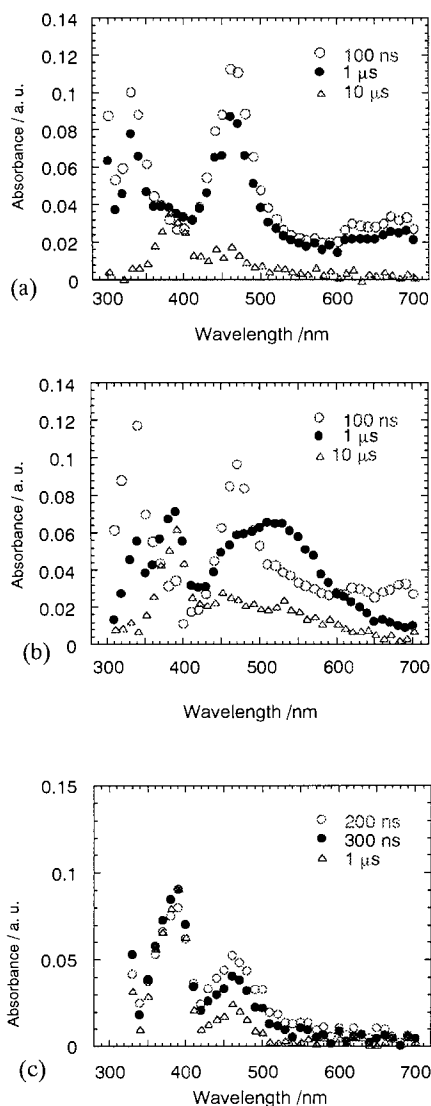 0.14
0.12
0.1
0.08
0.06
0.04
0.02
0
Absorbance / a. u.
100 ns
1 μs
10 μs
300 400 500 600 700
Wavelength /nm
(a)
0.14
0.12
0.1
0.08
0.06
0.04
0.02
0
Absorbance / a. u.
100 ns
1 μs
10 μs
300 400 500 600 700
Wavelength /nm
(b)
0.15
0.1
0.05
0
Absorbance / a. u.
200 ns
300 ns
1 μs
300 400 500 600 700
Wavelength /nm
(c)